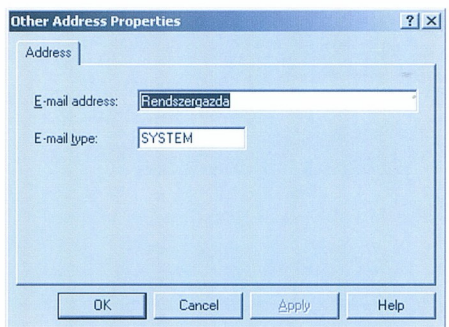 Other Address Properties
Address
E-mail address: Rendszergazda
E-mail type: SYSTEM
OK Cancel Apply Help